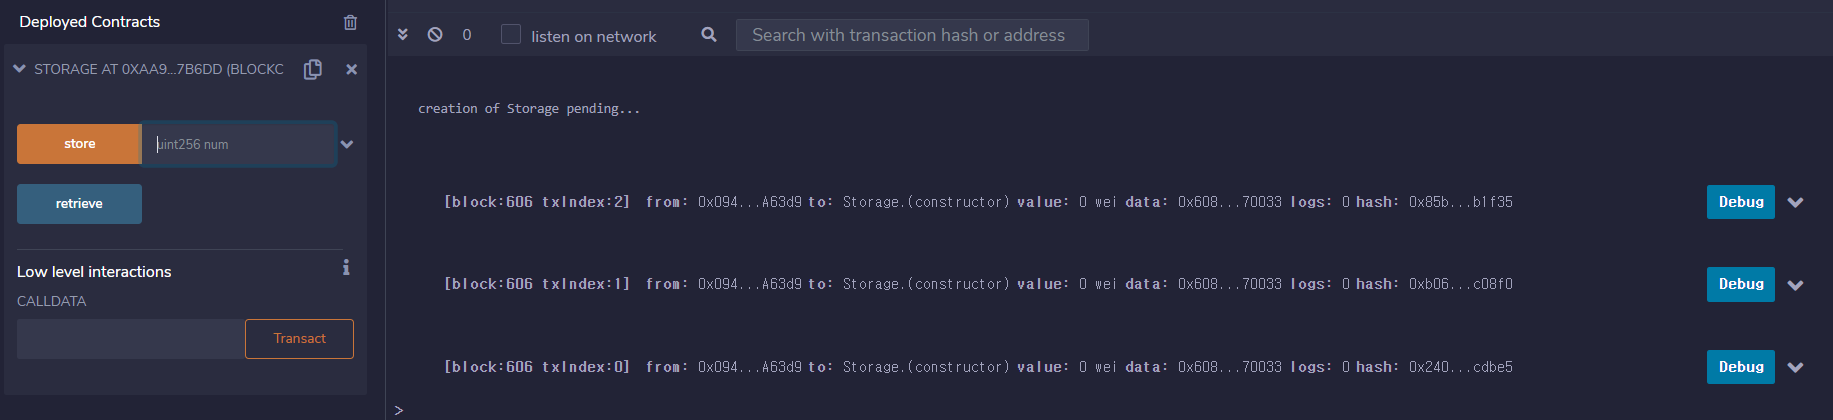 Deployed Contracts
STORAGE AT 0XAA9...7B6DD (BLOCKC
store
uint256 num
retrieve
Low level interactions
CALLDATA
Transact
0
listen on network
Search with transaction hash or address
creation of Storage pending...
[block:606 txIndex:2] from: 0x094...A63d9 to: Storage.(constructor) value: 0 wei data: 0x608...70033 logs: 0 hash: 0x85b...b1f35
Debug
[block:606 txIndex:1] from: 0x094...A63d9 to: Storage.(constructor) value: 0 wei data: 0x608...70033 logs: 0 hash: 0xb06...c08f0
Debug
[block:606 txIndex:0] from: 0x094...A63d9 to: Storage.(constructor) value: 0 wei data: 0x608...70033 logs: 0 hash: 0x240...cdbe5
Debug
>